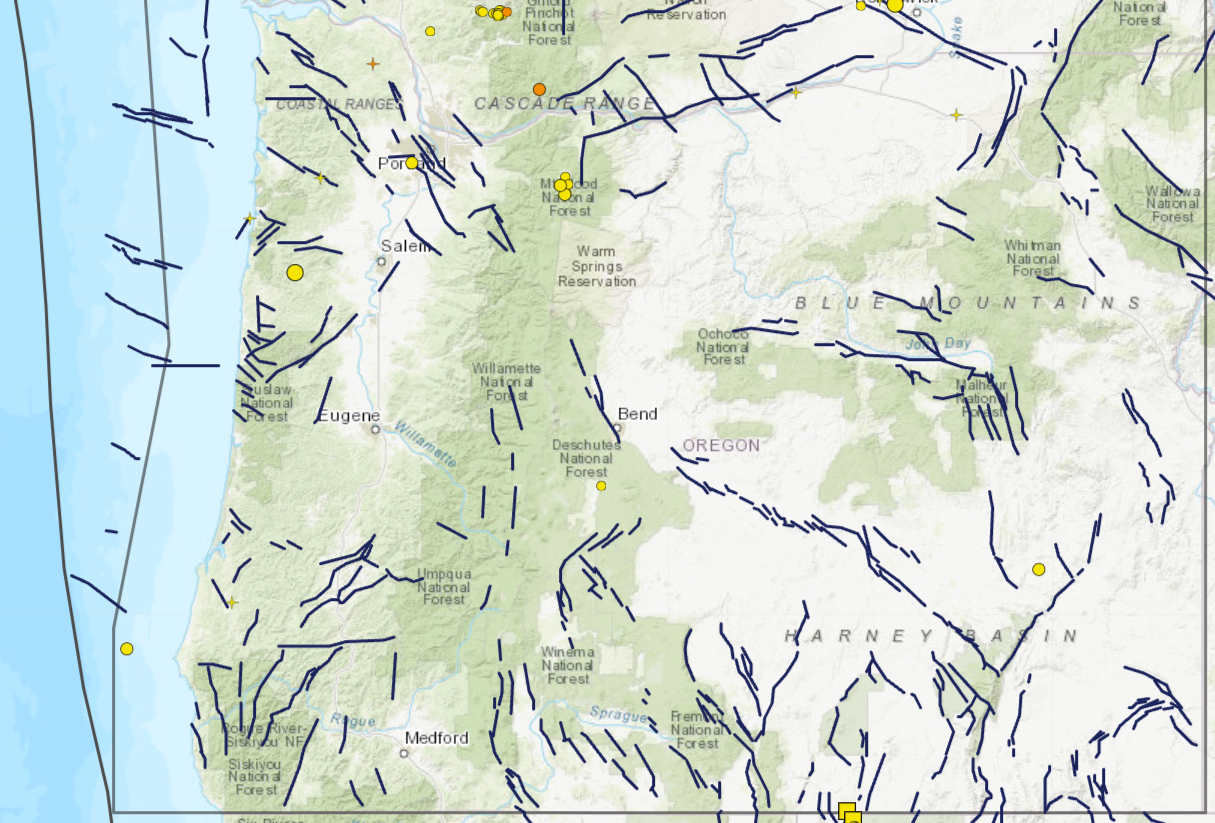 Gifford
Pinchot
National
Forest
Reservation
Snake
National
Forest
COASTAL RANGES
CASCADE RANGE
Portland
Mt Hood
National
Forest
Wallowa
National
Forest
Salem
Warm
Springs
Reservation
Whitman
National
Forest
BLUE MOUNTAINS
Ochoco
National
Forest
John Day
Willamette
National
Forest
Siuslaw
National
Forest
Malheur
National
Forest
Eugene
Bend
Willamette
Deschutes
National
Forest
OREGON
Umpqua
National
Forest
HARNEY BASIN
Winema
National
Forest
Rogue
Sprague
Fremont
National
Forest
Rogue River-
Siskiyou NF
Medford
Siskiyou
National
Forest